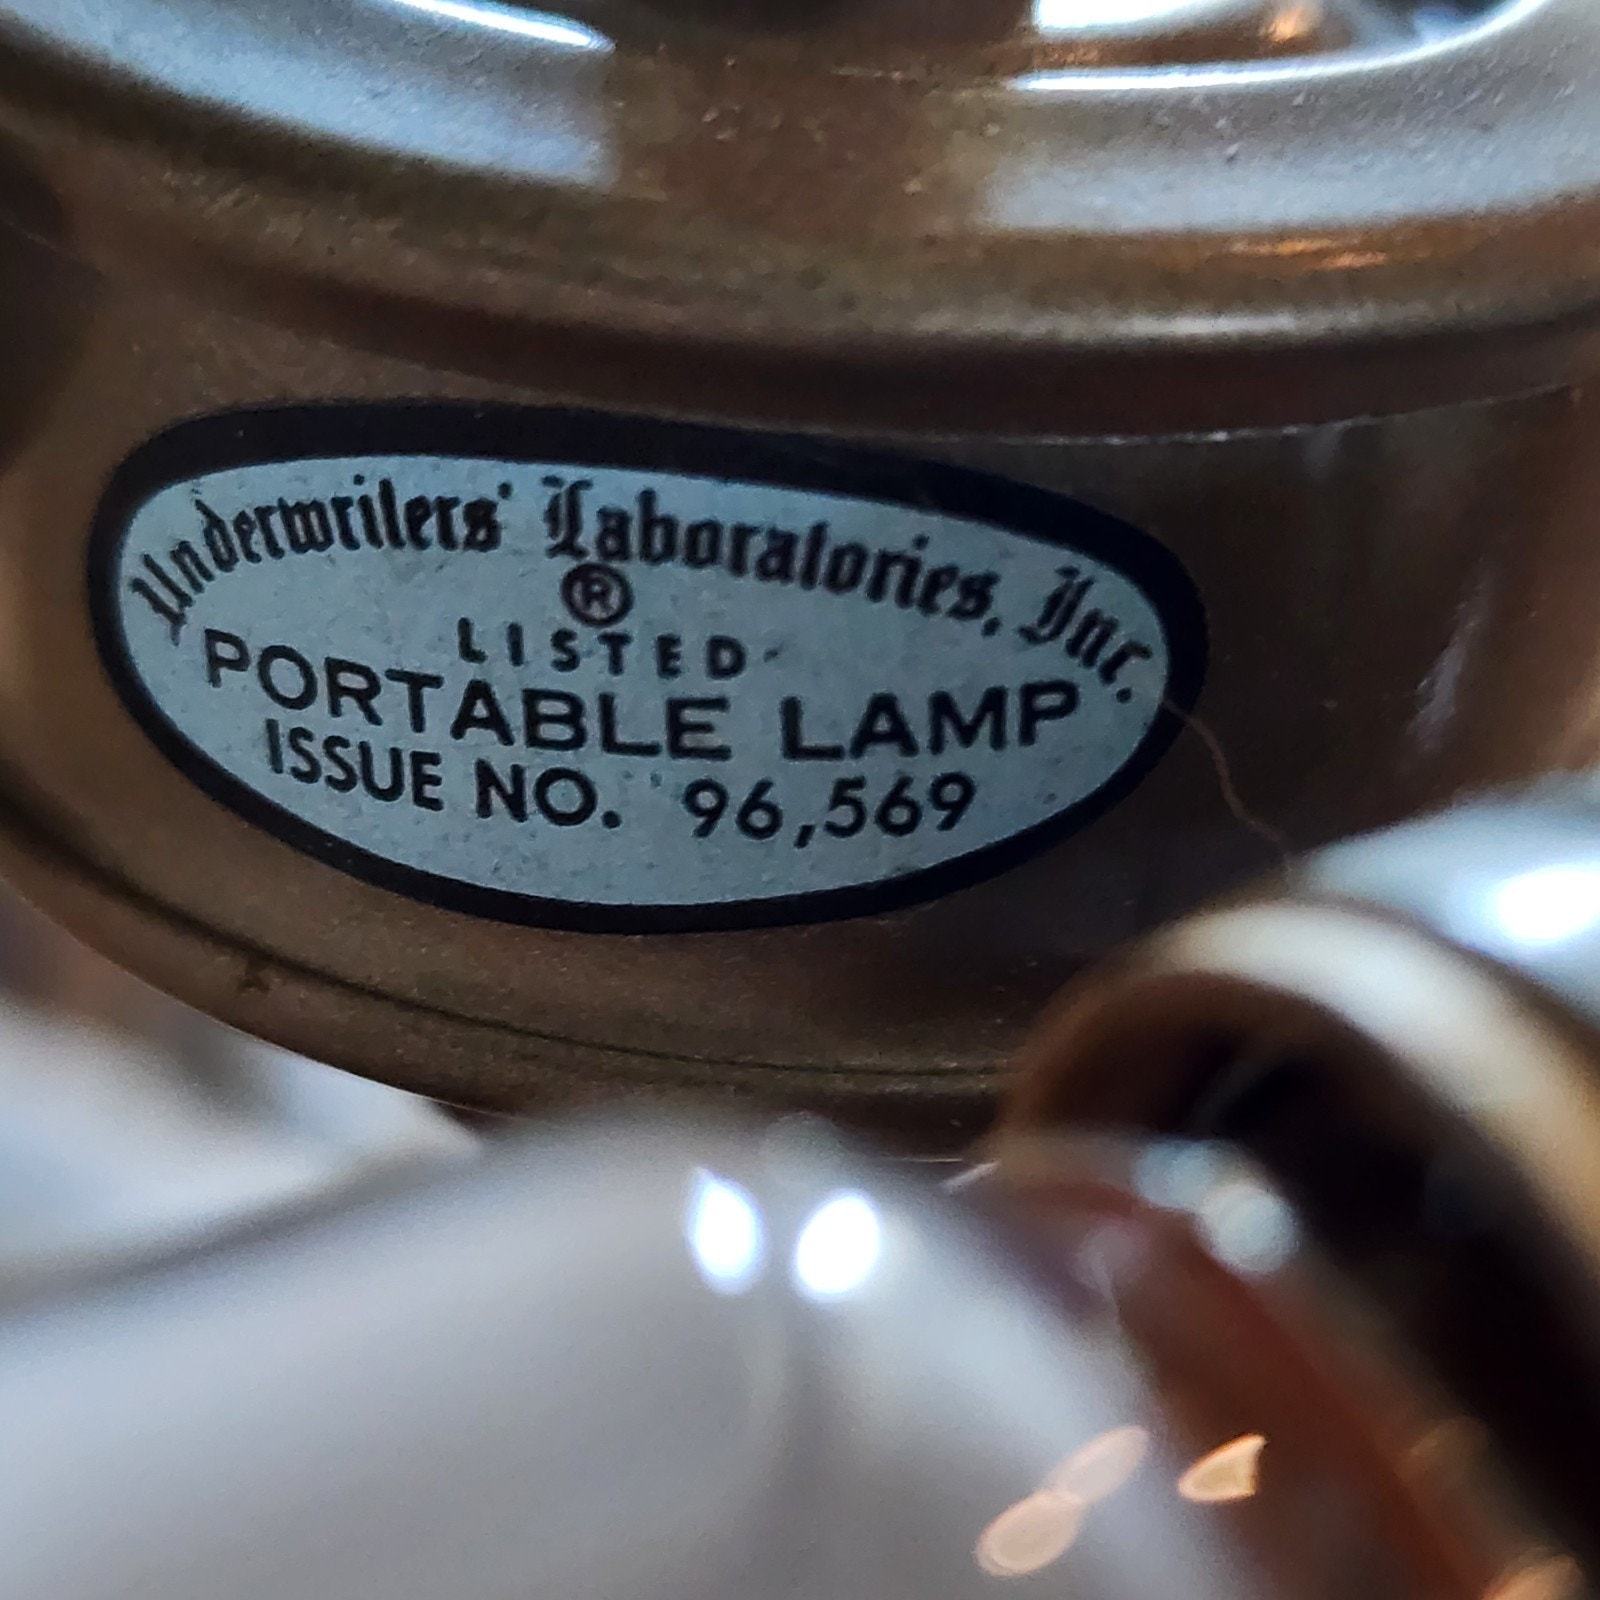 Underwriters' Laboratories, Inc.
®
LISTED
PORTABLE LAMP
ISSUE NO. 96,569